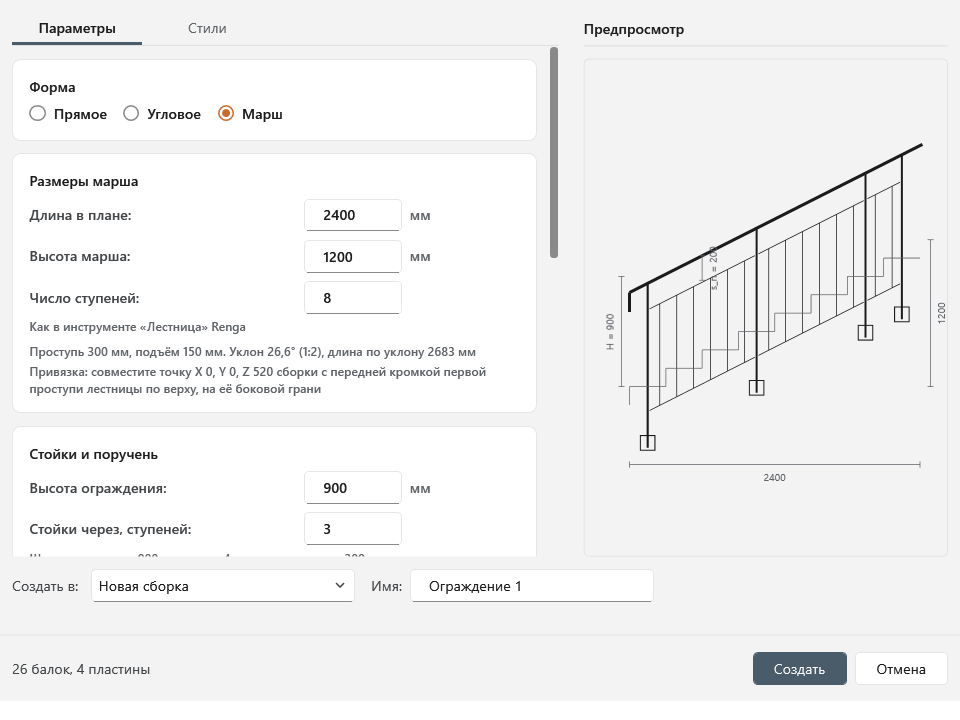 Параметры
Стили
Предпросмотр
Форма
Прямое
Угловое
Марш
Размеры марша
Длина в плане:
2400
мм
Высота марша:
1200
мм
Число ступеней:
8
Как в инструменте «Лестница» Renga
Проступь 300 мм, подъём 150 мм. Уклон 26,6° (1:2), длина по уклону 2683 мм
Привязка: совместите точку X 0, Y 0, Z 520 сборки с передней кромкой первой
проступи лестницы по верху, на её боковой грани
Стойки и поручень
Высота ограждения:
900
мм
Стойки через, ступеней:
3
H = 900
1200
2400
Создать в:
Новая сборка
Имя:
Ограждение 1
26 балок, 4 пластины
Создать
Отмена